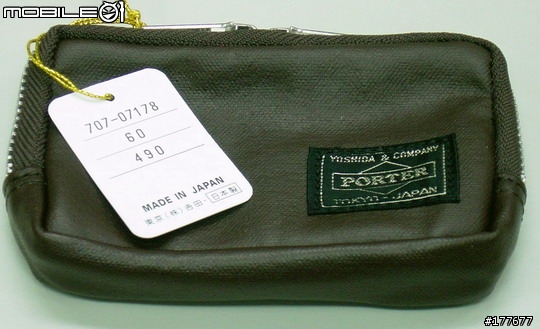 MOBILE01
707-07178
60
490
MADE IN JAPAN
東京(株)吉田・日本製
YOSHIDA & COMPANY
PORTER
TOKYO-JAPAN
#177677